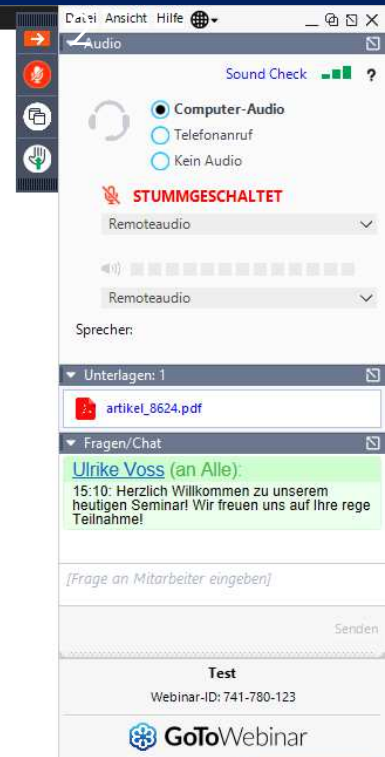 Datei Ansicht Hilfe
Audio
Sound Check ?
Computer-Audio
Telefonanruf
Kein Audio
STUMMGESCHALTET
Remoteaudio
Remoteaudio
Sprecher:
Unterlagen: 1
artikel_8624.pdf
Fragen/Chat
Ulrike Voss (an Alle):
15:10: Herzlich Willkommen zu unserem
heutigen Seminar! Wir freuen uns auf Ihre rege
Teilnahme!
[Frage an Mitarbeiter eingeben]
Senden
Test
Webinar-ID: 741-780-123
GoToWebinar